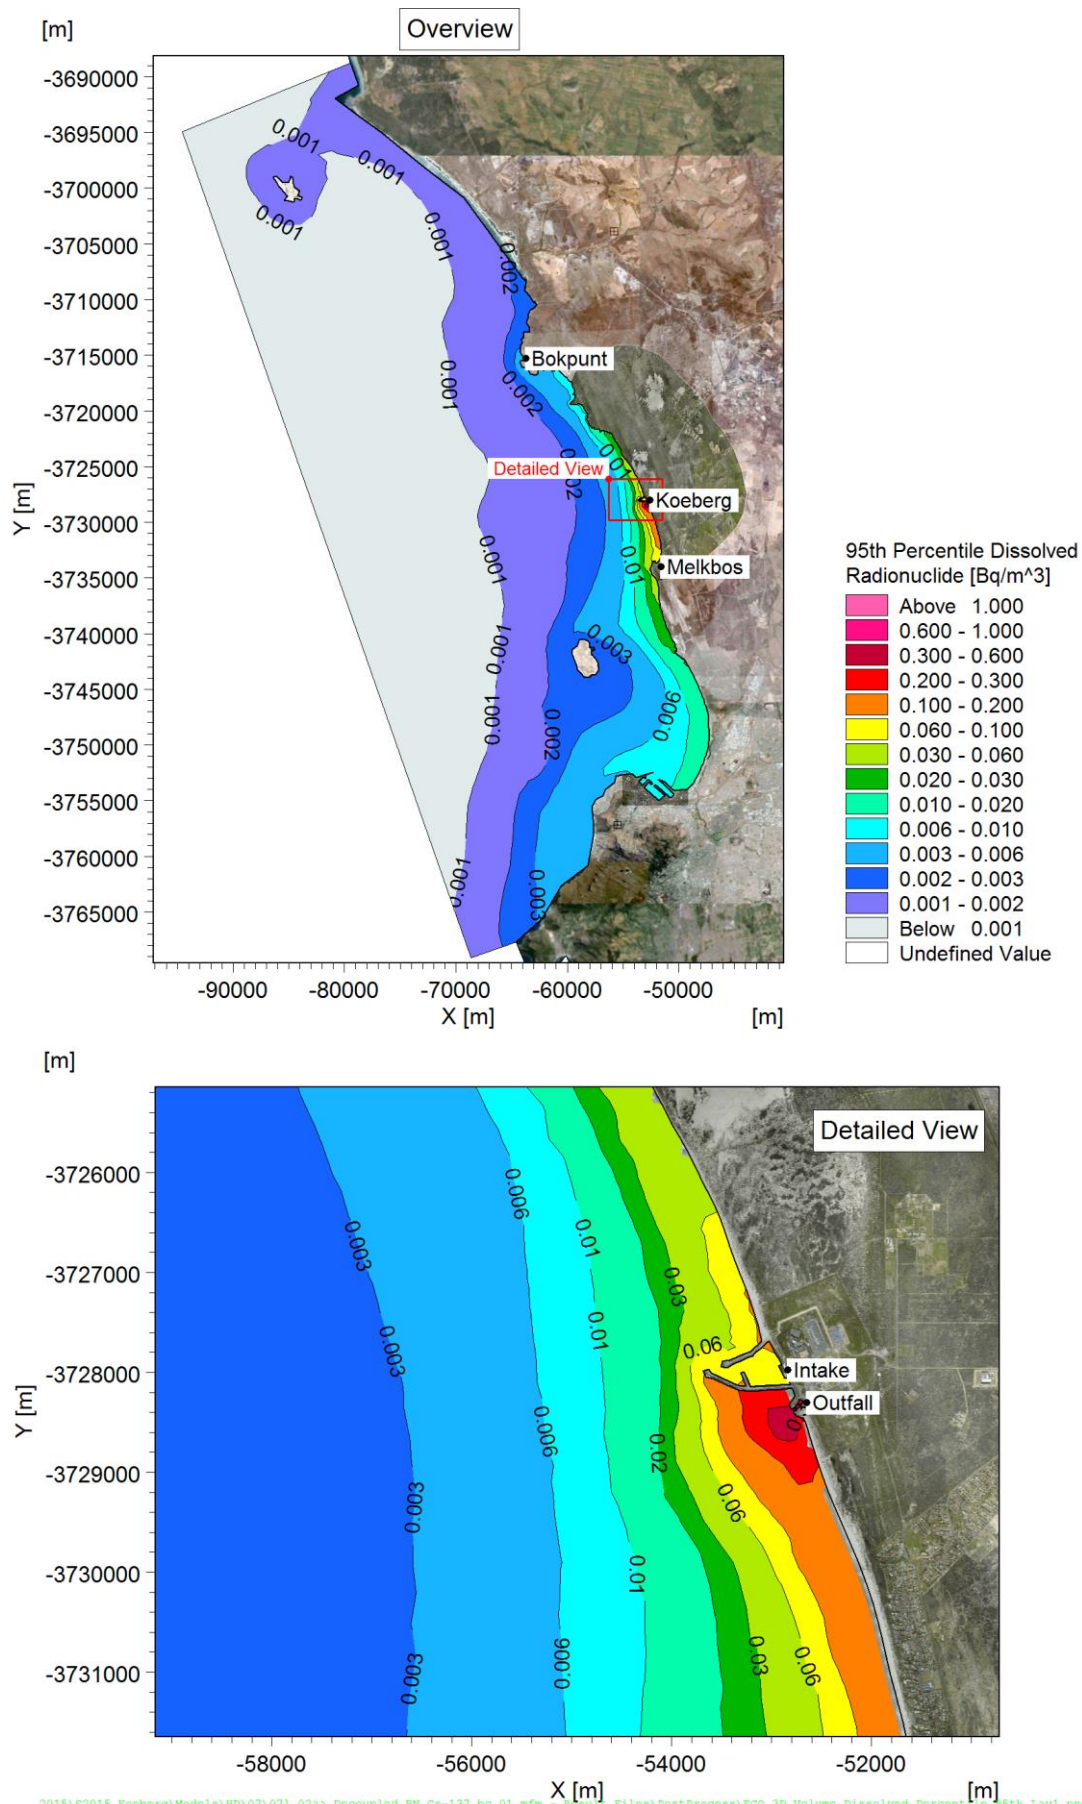 [m]
Overview
-3690000
-3695000
-3700000
-3705000
-3710000
-3715000
-3720000
-3725000
-3730000
-3735000
-3740000
-3745000
-3750000
-3755000
-3760000
-3765000
Y [m]
0.001
0.001
0.001
0.001
0.002
Bokpunt
0.001
0.002
0.01
Detailed View
0.002
Koeberg
0.001
0.01
Melkbos
0.001
0.003
0.006
0.001
0.002
0.001
0.003
-90000 -80000 -70000 -60000 -50000
X [m]
[m]
95th Percentile Dissolved
Radionuclide [Bq/m^3]
Above 1.000
0.600 - 1.000
0.300 - 0.600
0.200 - 0.300
0.100 - 0.200
0.060 - 0.100
0.030 - 0.060
0.020 - 0.030
0.010 - 0.020
0.006 - 0.010
0.003 - 0.006
0.002 - 0.003
0.001 - 0.002
Below 0.001
Undefined Value
[m]
Detailed View
-3726000
-3727000
-3728000
-3729000
-3730000
-3731000
Y [m]
0.006
0.003
0.01
0.03
0.01
0.003
0.06
Intake
Outfall
0.006
0.02
0.003
0.06
0.01
0.006
0.003
0.03
0.06
-58000 -56000 -54000 -52000
X [m]
[m]